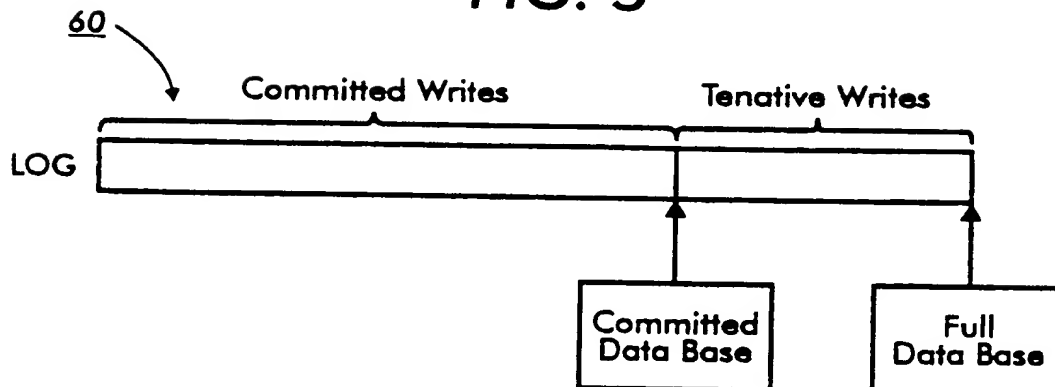 60
Committed Writes
Tenative Writes
LOG
Committed
Data Base
Full
Data Base